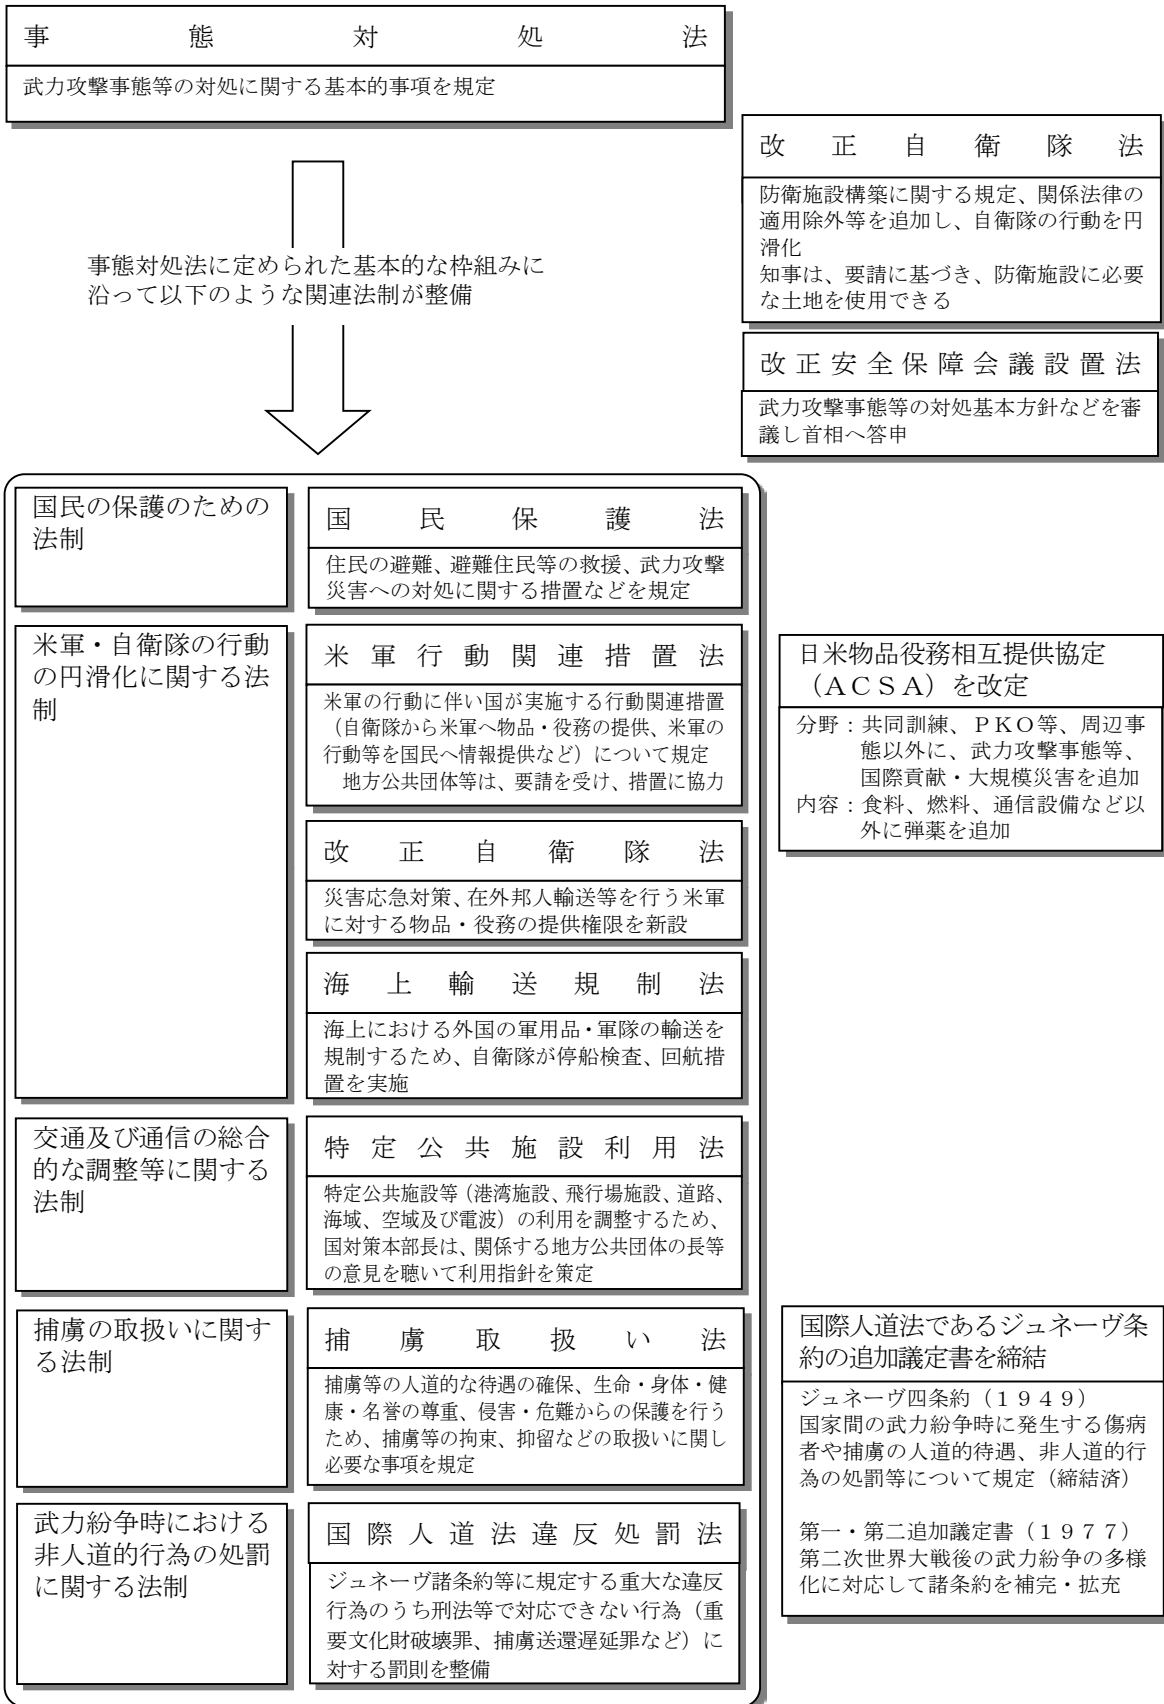 事態対処法
武力攻撃事態等の対処に関する基本的事項を規定
改正自衛隊法
防衛施設構築に関する規定、関係法律の
適用除外等を追加し、自衛隊の行動を円
滑化
知事は、要請に基づき、防衛施設に必要
な土地を使用できる
事態対処法に定められた基本的な枠組みに
沿って以下のような関連法制が整備
改正安全保障会議設置法
武力攻撃事態等の対処基本方針などを審
議し首相へ答申
国民の保護のための
法制
国民保護法
住民の避難、避難住民等の救援、武力攻撃
災害への対処に関する措置などを規定
米軍・自衛隊の行動
の円滑化に関する法
制
米軍行動関連措置法
米軍の行動に伴い国が実施する行動関連措置
（自衛隊から米軍へ物品・役務の提供、米軍の
行動等を国民へ情報提供など）について規定
地方公共団体等は、要請を受け、措置に協力
日米物品役務相互提供協定
（ＡＣＳＡ）を改定
分野：共同訓練、ＰＫＯ等、周辺事
態以外に、武力攻撃事態等、
国際貢献・大規模災害を追加
内容：食料、燃料、通信設備など以
外に弾薬を追加
改正自衛隊法
災害応急対策、在外邦人輸送等を行う米軍
に対する物品・役務の提供権限を新設
海上輸送規制法
海上における外国の軍用品・軍隊の輸送を
規制するため、自衛隊が停船検査、回航措
置を実施
交通及び通信の総合
的な調整等に関する
法制
特定公共施設利用法
特定公共施設等（港湾施設、飛行場施設、道路、
海域、空域及び電波）の利用を調整するため、
国対策本部長は、関係する地方公共団体の長等
の意見を聴いて利用指針を策定
捕虜の取扱いに関す
る法制
捕虜取扱い法
捕虜等の人道的な待遇の確保、生命・身体・健
康・名誉の尊重、侵害・危難からの保護を行う
ため、捕虜等の拘束、抑留などの取扱いに関し
必要な事項を規定
国際人道法であるジュネーヴ条
約の追加議定書を締結
ジュネーヴ四条約（１９４９）
国家間の武力紛争時に発生する傷病
者や捕虜の人道的待遇、非人道的行
為の処罰等について規定（締結済）
第一・第二追加議定書（１９７７）
第二次世界大戦後の武力紛争の多様
化に対応して諸条約を補完・拡充
武力紛争時における
非人道的行為の処罰
に関する法制
国際人道法違反処罰法
ジュネーヴ諸条約等に規定する重大な違反
行為のうち刑法等で対応できない行為（重
要文化財破壊罪、捕虜送還遅延罪など）に
対する罰則を整備